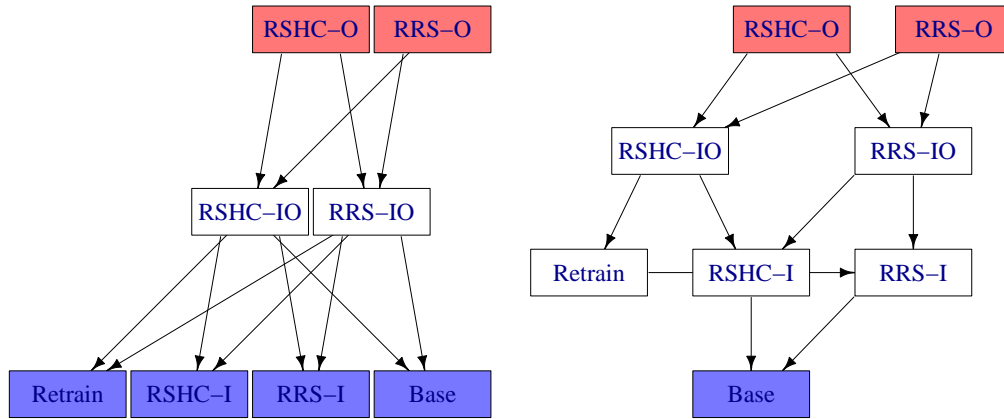 RSHC−O RRS−O
RSHC−IO RRS−IO
Retrain RSHC−I RRS−I Base
RSHC−O RRS−O
RSHC−IO RRS−IO
Retrain RSHC−I RRS−I
Base